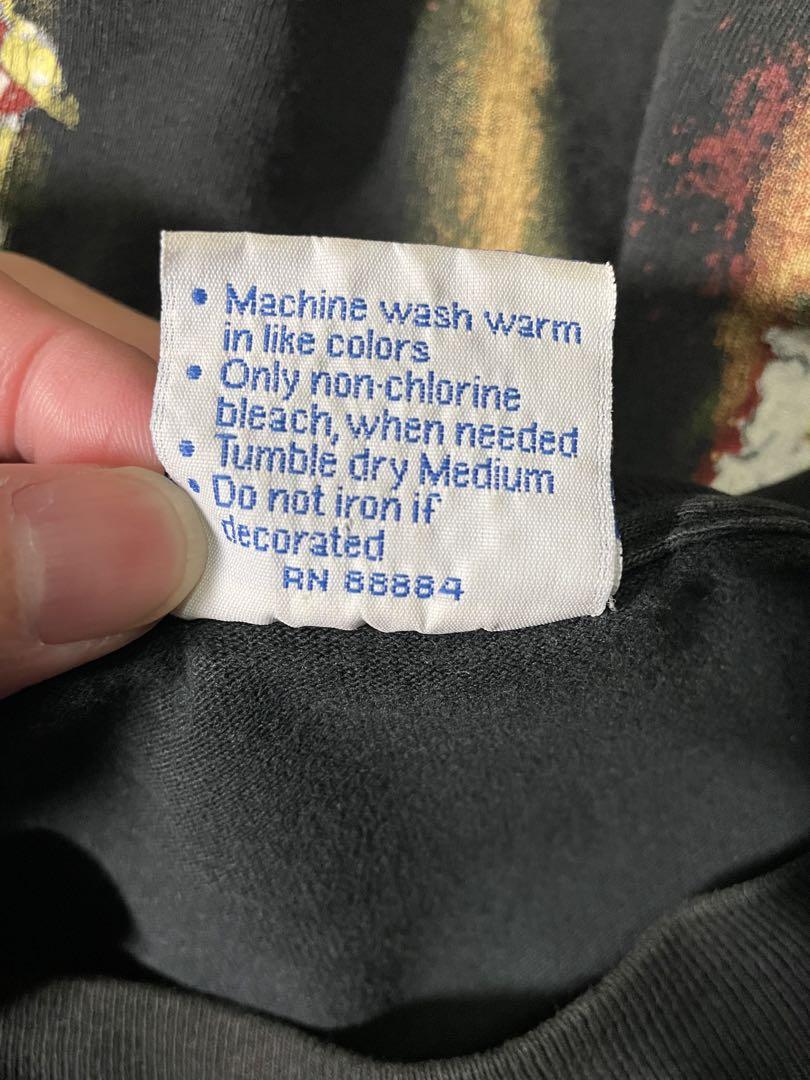 • Machine wash warm
in like colors
• Only non-chlorine
bleach, when needed
• Tumble dry Medium
• Do not iron if
decorated
RN 88884